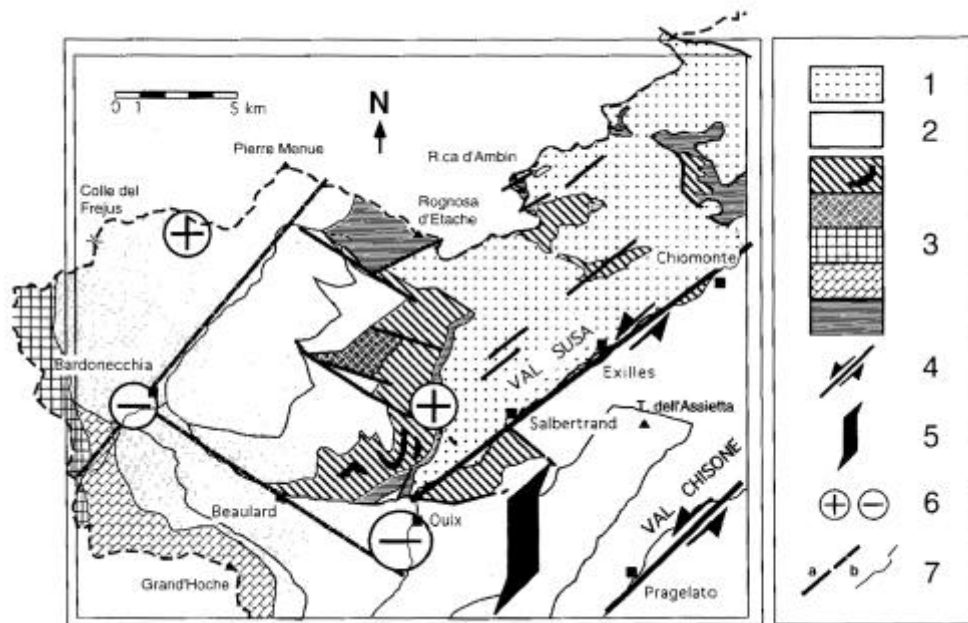 0 1 5 km
N
Pierre Menue
Colle del
Frejus
R.ca d'Ambin
Rognosa
d'Etache
Chiomonte
Bardonecchia
VAL SUSA
Exilles
T. dell'Assietta
Salbertrand
VAL CHISONE
Beaulard
Oulx
Grand'Hoche
Pragelato
1
2
3
4
5
6
a b 7